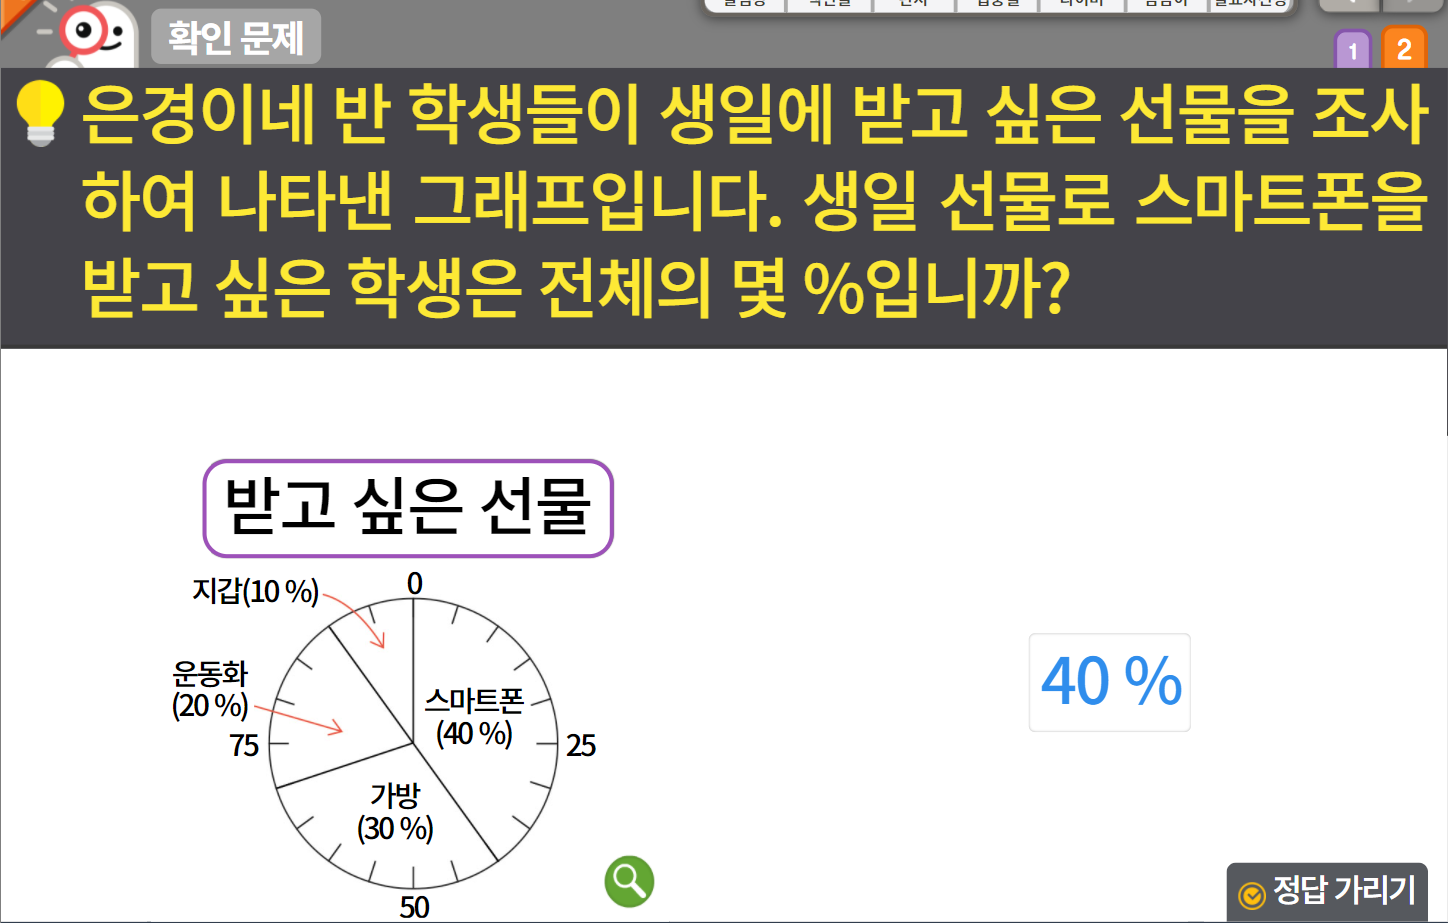 확인 문제
1
2
은경이네 반 학생들이 생일에 받고 싶은 선물을 조사
하여 나타낸 그래프입니다. 생일 선물로 스마트폰을
받고 싶은 학생은 전체의 몇 %입니까?
받고 싶은 선물
지갑(10 %)
0
운동화
(20 %)
스마트폰
(40 %)
75
25
가방
(30 %)
50
40 %
정답 가리기